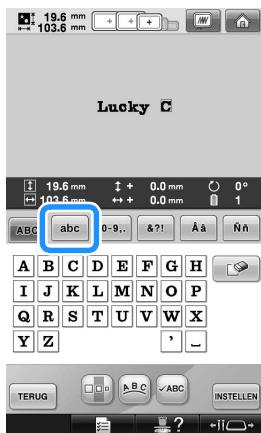 19.6 mm
103.6 mm
Lucky C
19.6 mm + 0.0 mm 0°
103.6 mm + 0.0 mm 1
ABC abc 0-9,. &?! Åâ Ññ
A B C D E F G H
I J K L M N O P
Q R S T U V W X
Y Z ' _
ABC ABC
TERUG INSTELLEN
?